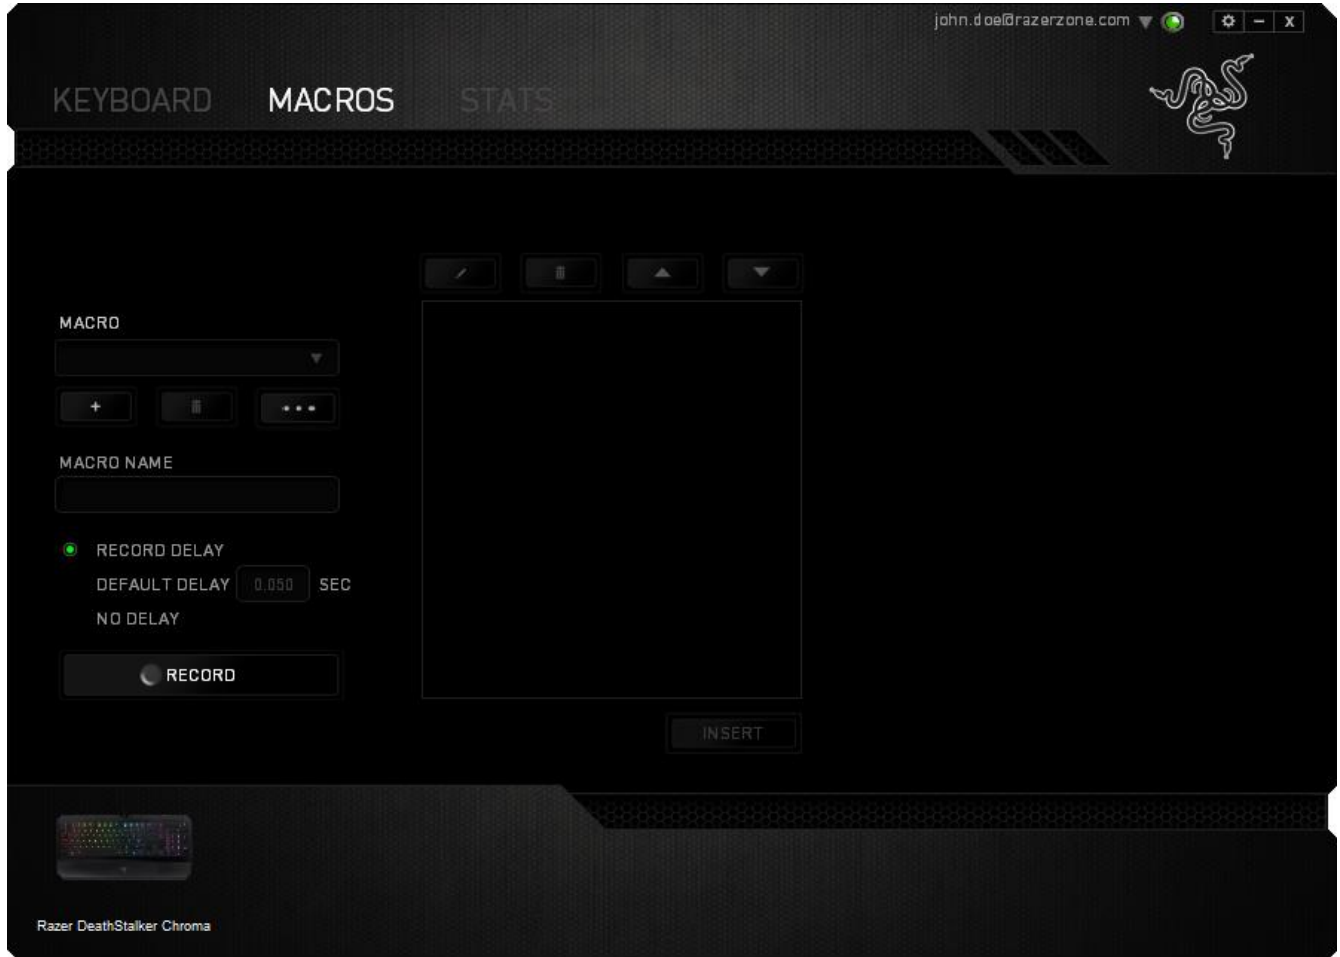 john.doe@razerzone.com
KEYBOARD MACROS STATS
MACRO
MACRO NAME
RECORD DELAY
DEFAULT DELAY 0.050 SEC
NO DELAY
RECORD
INSERT
Razer DeathStalker Chroma